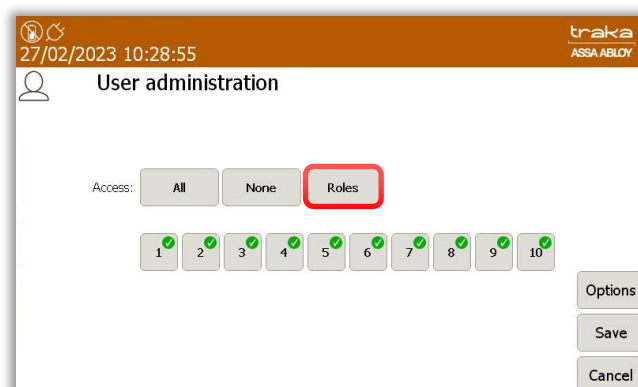 traka
27/02/2023 10:28:55
ASSA ABLOY
User administration
Access: All None Roles
1 2 3 4 5 6 7 8 9 10
Options
Save
Cancel